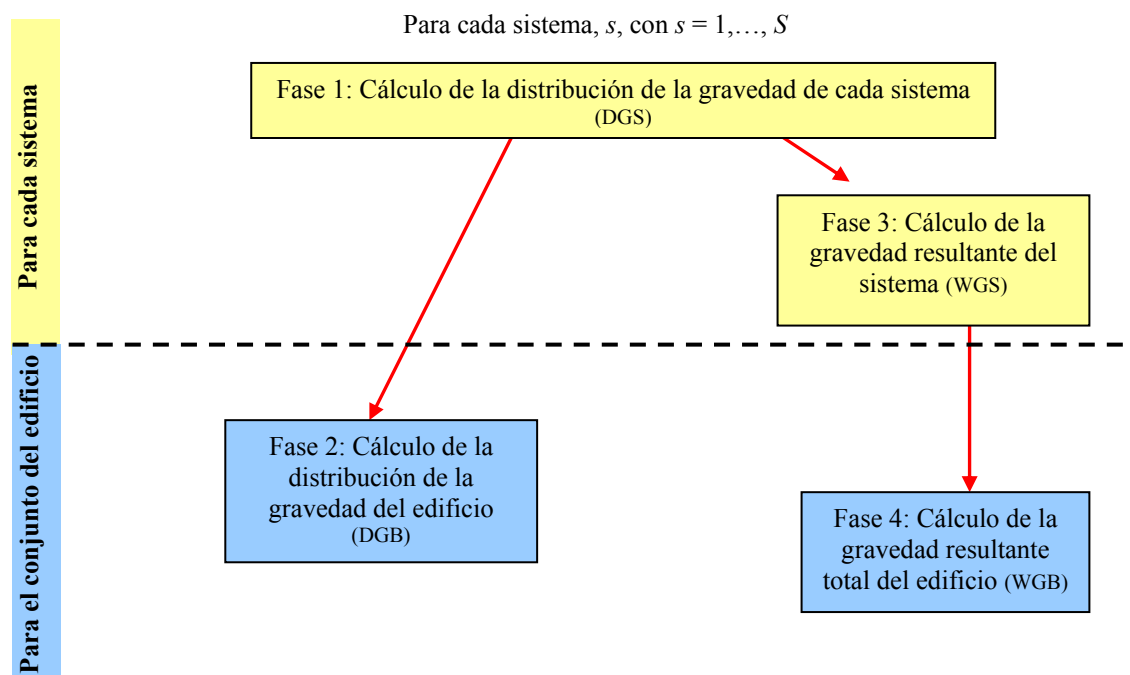 Para cada sistema, s, con s = 1,…, S
Para cada sistema
Fase 1: Cálculo de la distribución de la gravedad de cada sistema
(DGS)
Fase 3: Cálculo de la
gravedad resultante del
sistema (WGS)
Para el conjunto del edificio
Fase 2: Cálculo de la
distribución de la
gravedad del edificio
(DGB)
Fase 4: Cálculo de la
gravedad resultante
total del edificio (WGB)